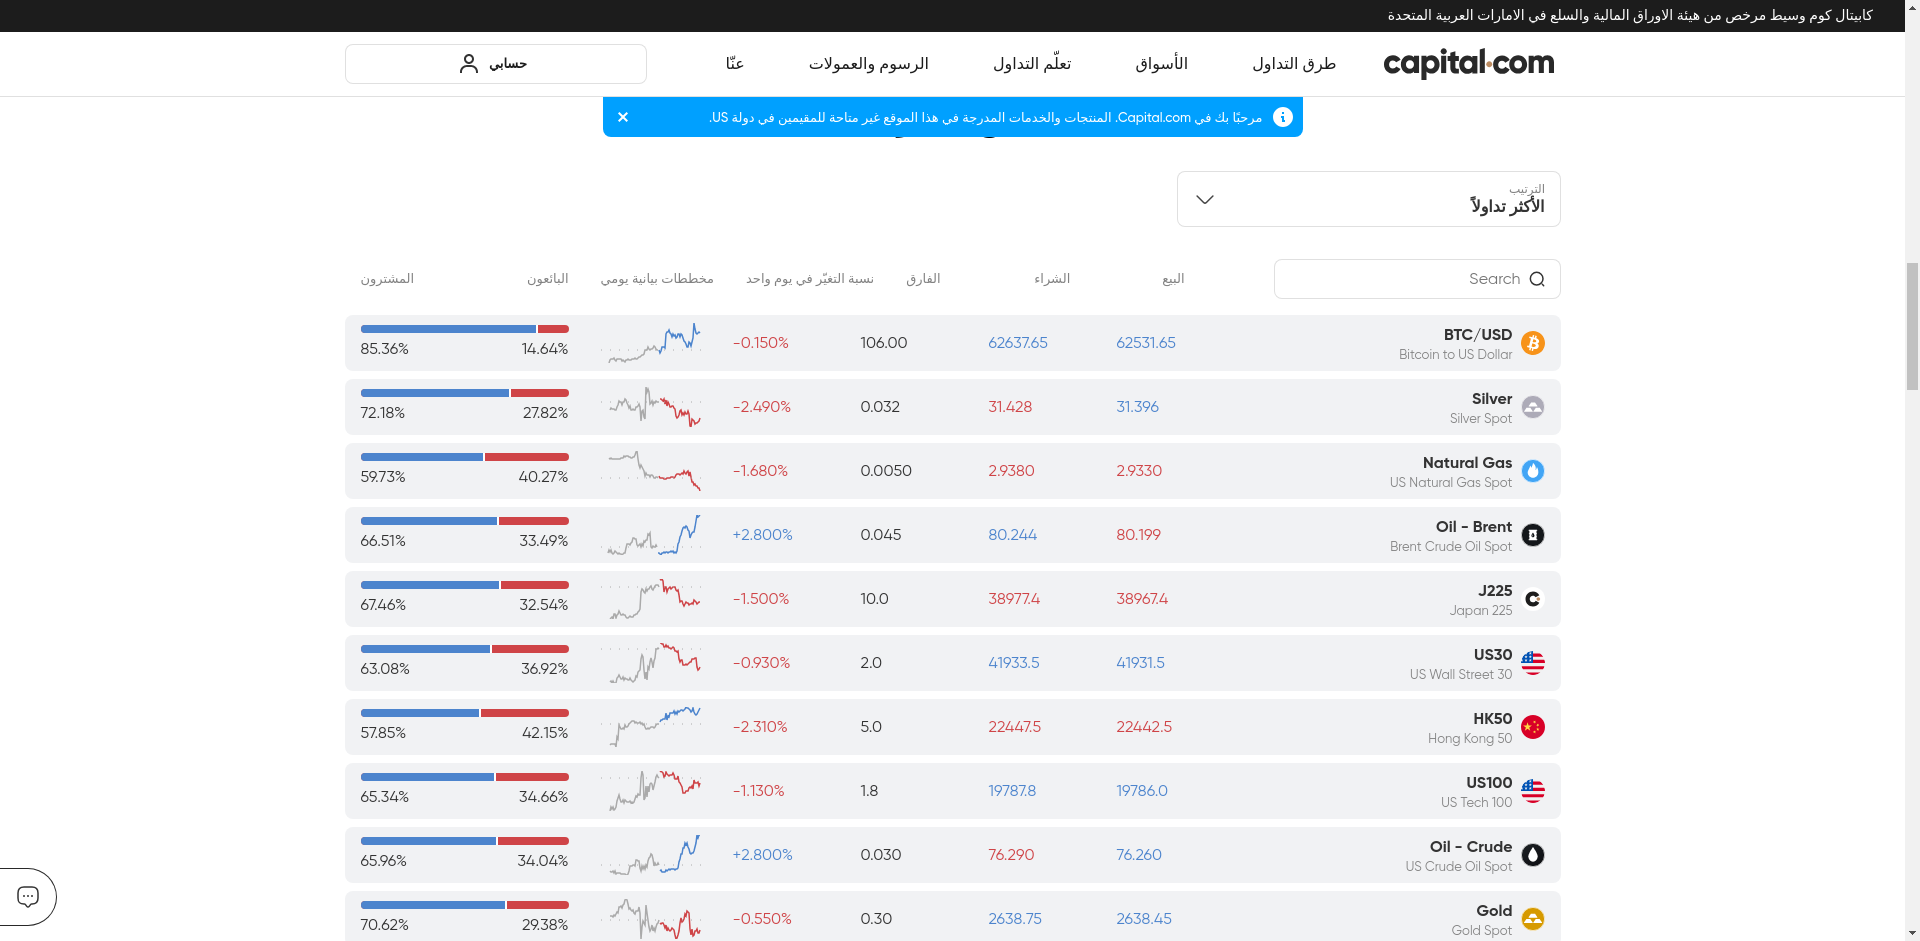 كابيتال كوم وسيط مرخص من هيئة الاوراق المالية والسلع في الامارات العربية المتحدة
capital.com
طرق التداول
الأسواق
تعلّم التداول
الرسوم والعمولات
عنّا
حسابي
مرحبًا بك في Capital.com. المنتجات والخدمات المدرجة في هذا الموقع غير متاحة للمقيمين في دولة US.
الترتيب
الأكثر تداولاً
Search
البيع الشراء الفارق نسبة التغيّر في يوم واحد مخططات بيانية يومي البائعون المشترون
BTC/USD
Bitcoin to US Dollar
62531.65 62637.65 106.00 -0.150% 14.64% 85.36%
Silver
Silver Spot
31.396 31.428 0.032 -2.490% 27.82% 72.18%
Natural Gas
US Natural Gas Spot
2.9330 2.9380 0.0050 -1.680% 40.27% 59.73%
Oil - Brent
Brent Crude Oil Spot
80.199 80.244 0.045 +2.800% 33.49% 66.51%
J225
Japan 225
38967.4 38977.4 10.0 -1.500% 32.54% 67.46%
US30
US Wall Street 30
41931.5 41933.5 2.0 -0.930% 36.92% 63.08%
HK50
Hong Kong 50
22442.5 22447.5 5.0 -2.310% 42.15% 57.85%
US100
US Tech 100
19786.0 19787.8 1.8 -1.130% 34.66% 65.34%
Oil - Crude
US Crude Oil Spot
76.260 76.290 0.030 +2.800% 34.04% 65.96%
Gold
Gold Spot
2638.45 2638.75 0.30 -0.550% 29.38% 70.62%